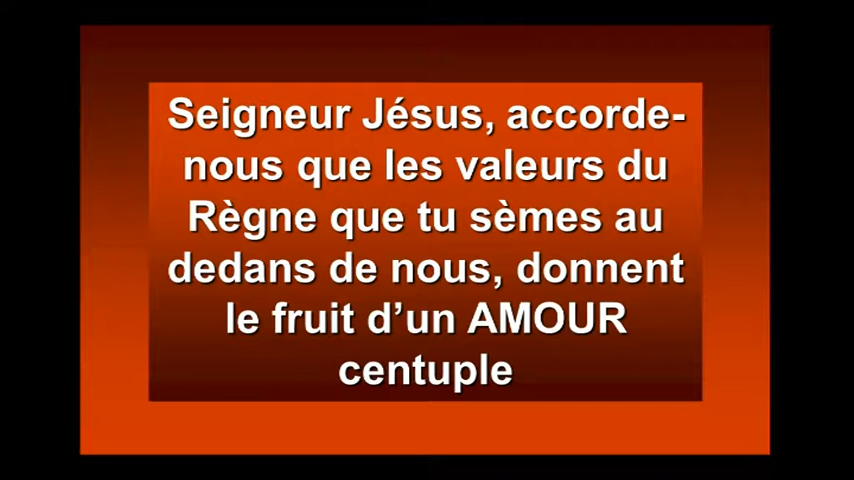 Seigneur Jésus, accorde-
nous que les valeurs du
Règne que tu sèmes au
dedans de nous, donnent
le fruit d’un AMOUR
centuple